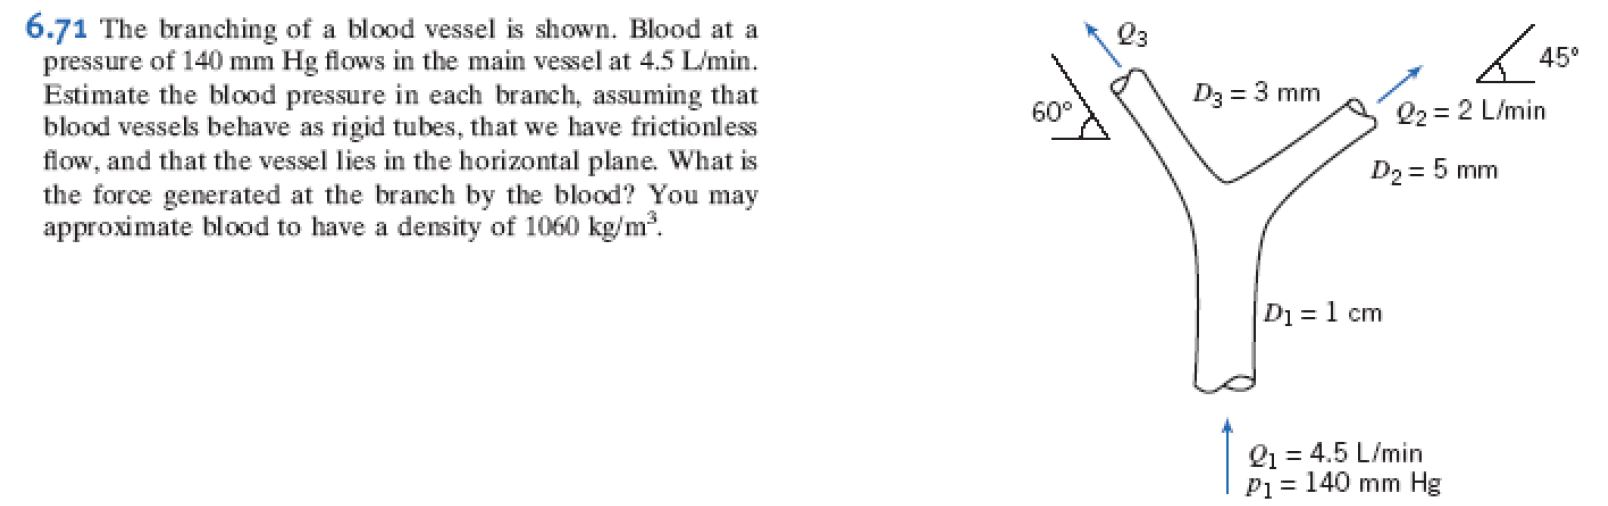 6.71 The branching of a blood vessel is shown. Blood at a
pressure of 140 mm Hg flows in the main vessel at 4.5 L/min.
Estimate the blood pressure in each branch, assuming that
blood vessels behave as rigid tubes, that we have frictionless
flow, and that the vessel lies in the horizontal plane. What is
the force generated at the branch by the blood? You may
approximate blood to have a density of 1060 kg/m³.
Q₃
45°
D₃ = 3 mm
60°
Q₂ = 2 L/min
D₂ = 5 mm
D₁ = 1 cm
Q₁ = 4.5 L/min
p₁ = 140 mm Hg